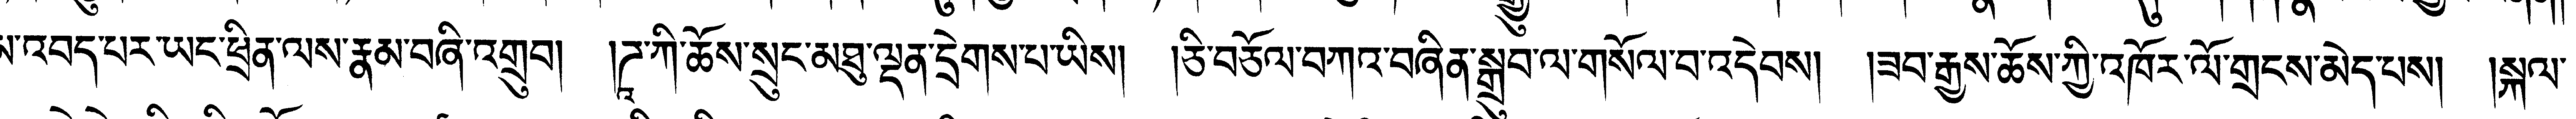 མ་འབད་པར་ཡང་ཕྲིན་ལས་རྣམ་བཞི་འགྲུབ། །ཌཱ་ཀི་ཆོས་སྲུང་མཐུ་ལྡན་དྲེགས་པ་ཡིས། །ཅི་བཅོལ་བཀའ་བཞིན་སྒྲུབ་ལ་གསོལ་བ་འདེབས། །ཟབ་རྒྱས་ཆོས་ཀྱི་འཁོར་ལོ་གྲངས་མེད་པས། །སྐལ་